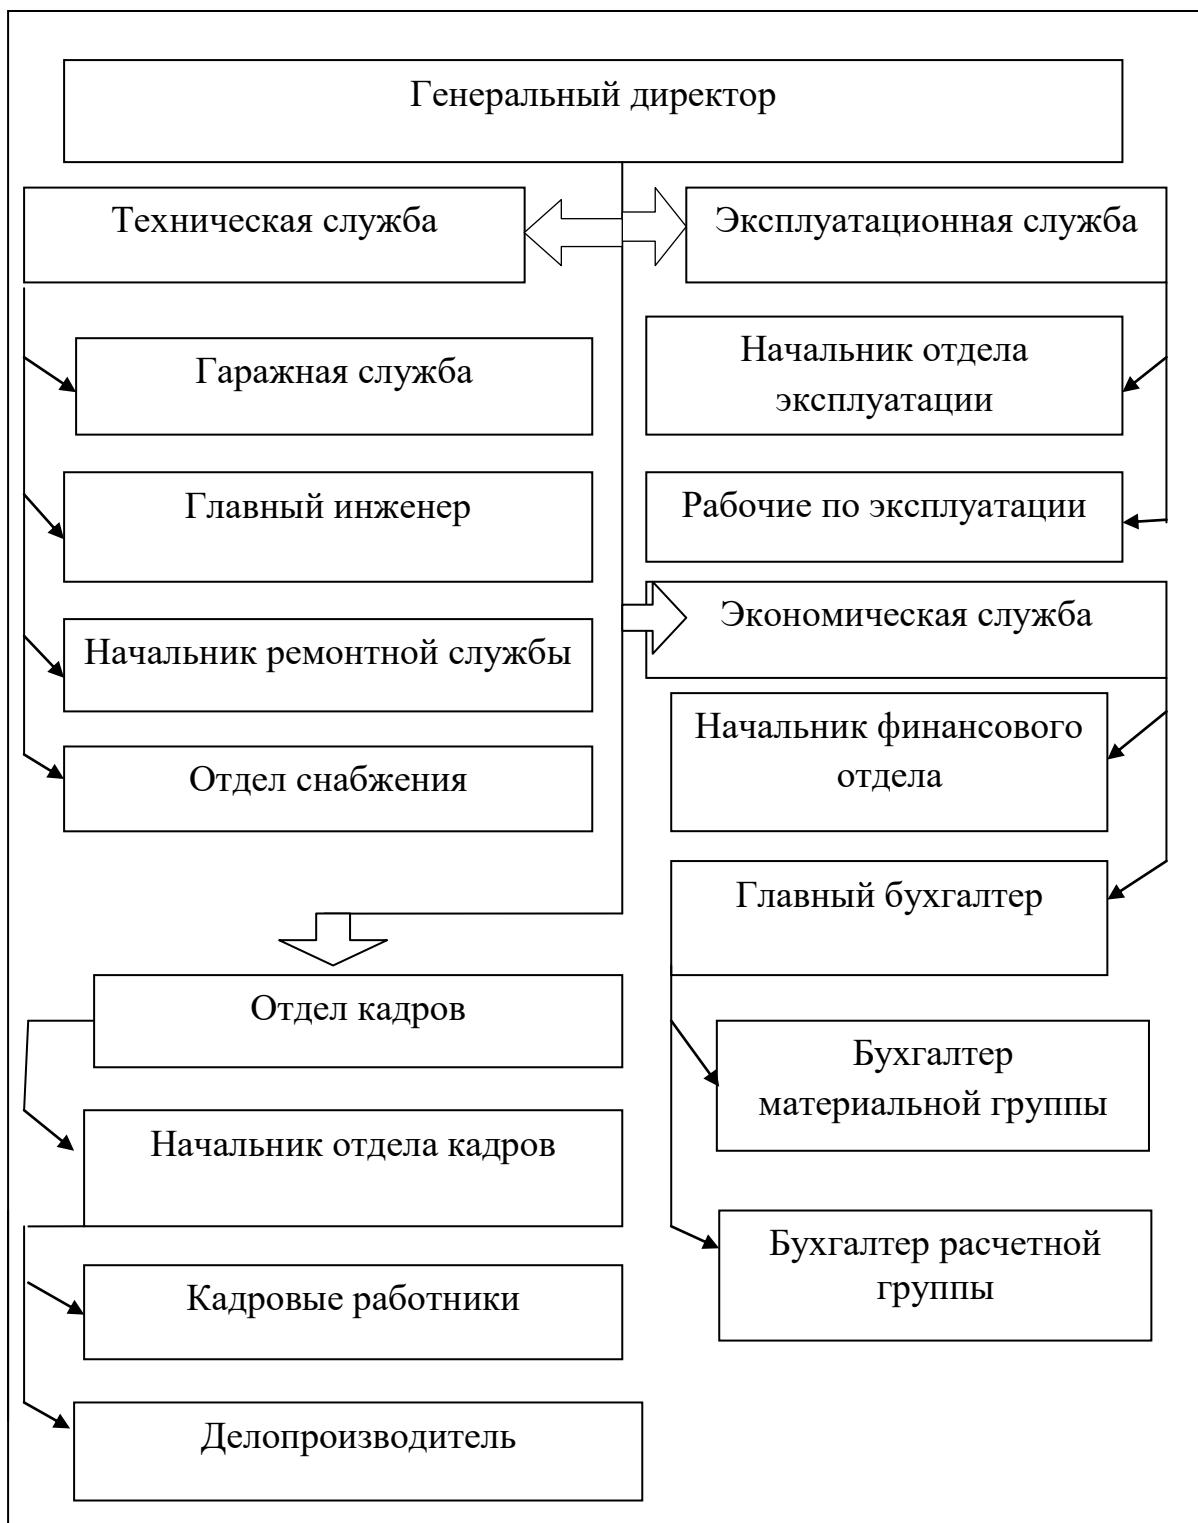 Генеральный директор
Техническая служба
Эксплуатационная служба
Гаражная служба
Начальник отдела
эксплуатации
Главный инженер
Рабочие по эксплуатации
Экономическая служба
Начальник ремонтной службы
Начальник финансового
отдела
Отдел снабжения
Главный бухгалтер
Отдел кадров
Бухгалтер
материальной группы
Начальник отдела кадров
Бухгалтер расчетной
группы
Кадровые работники
Делопроизводитель